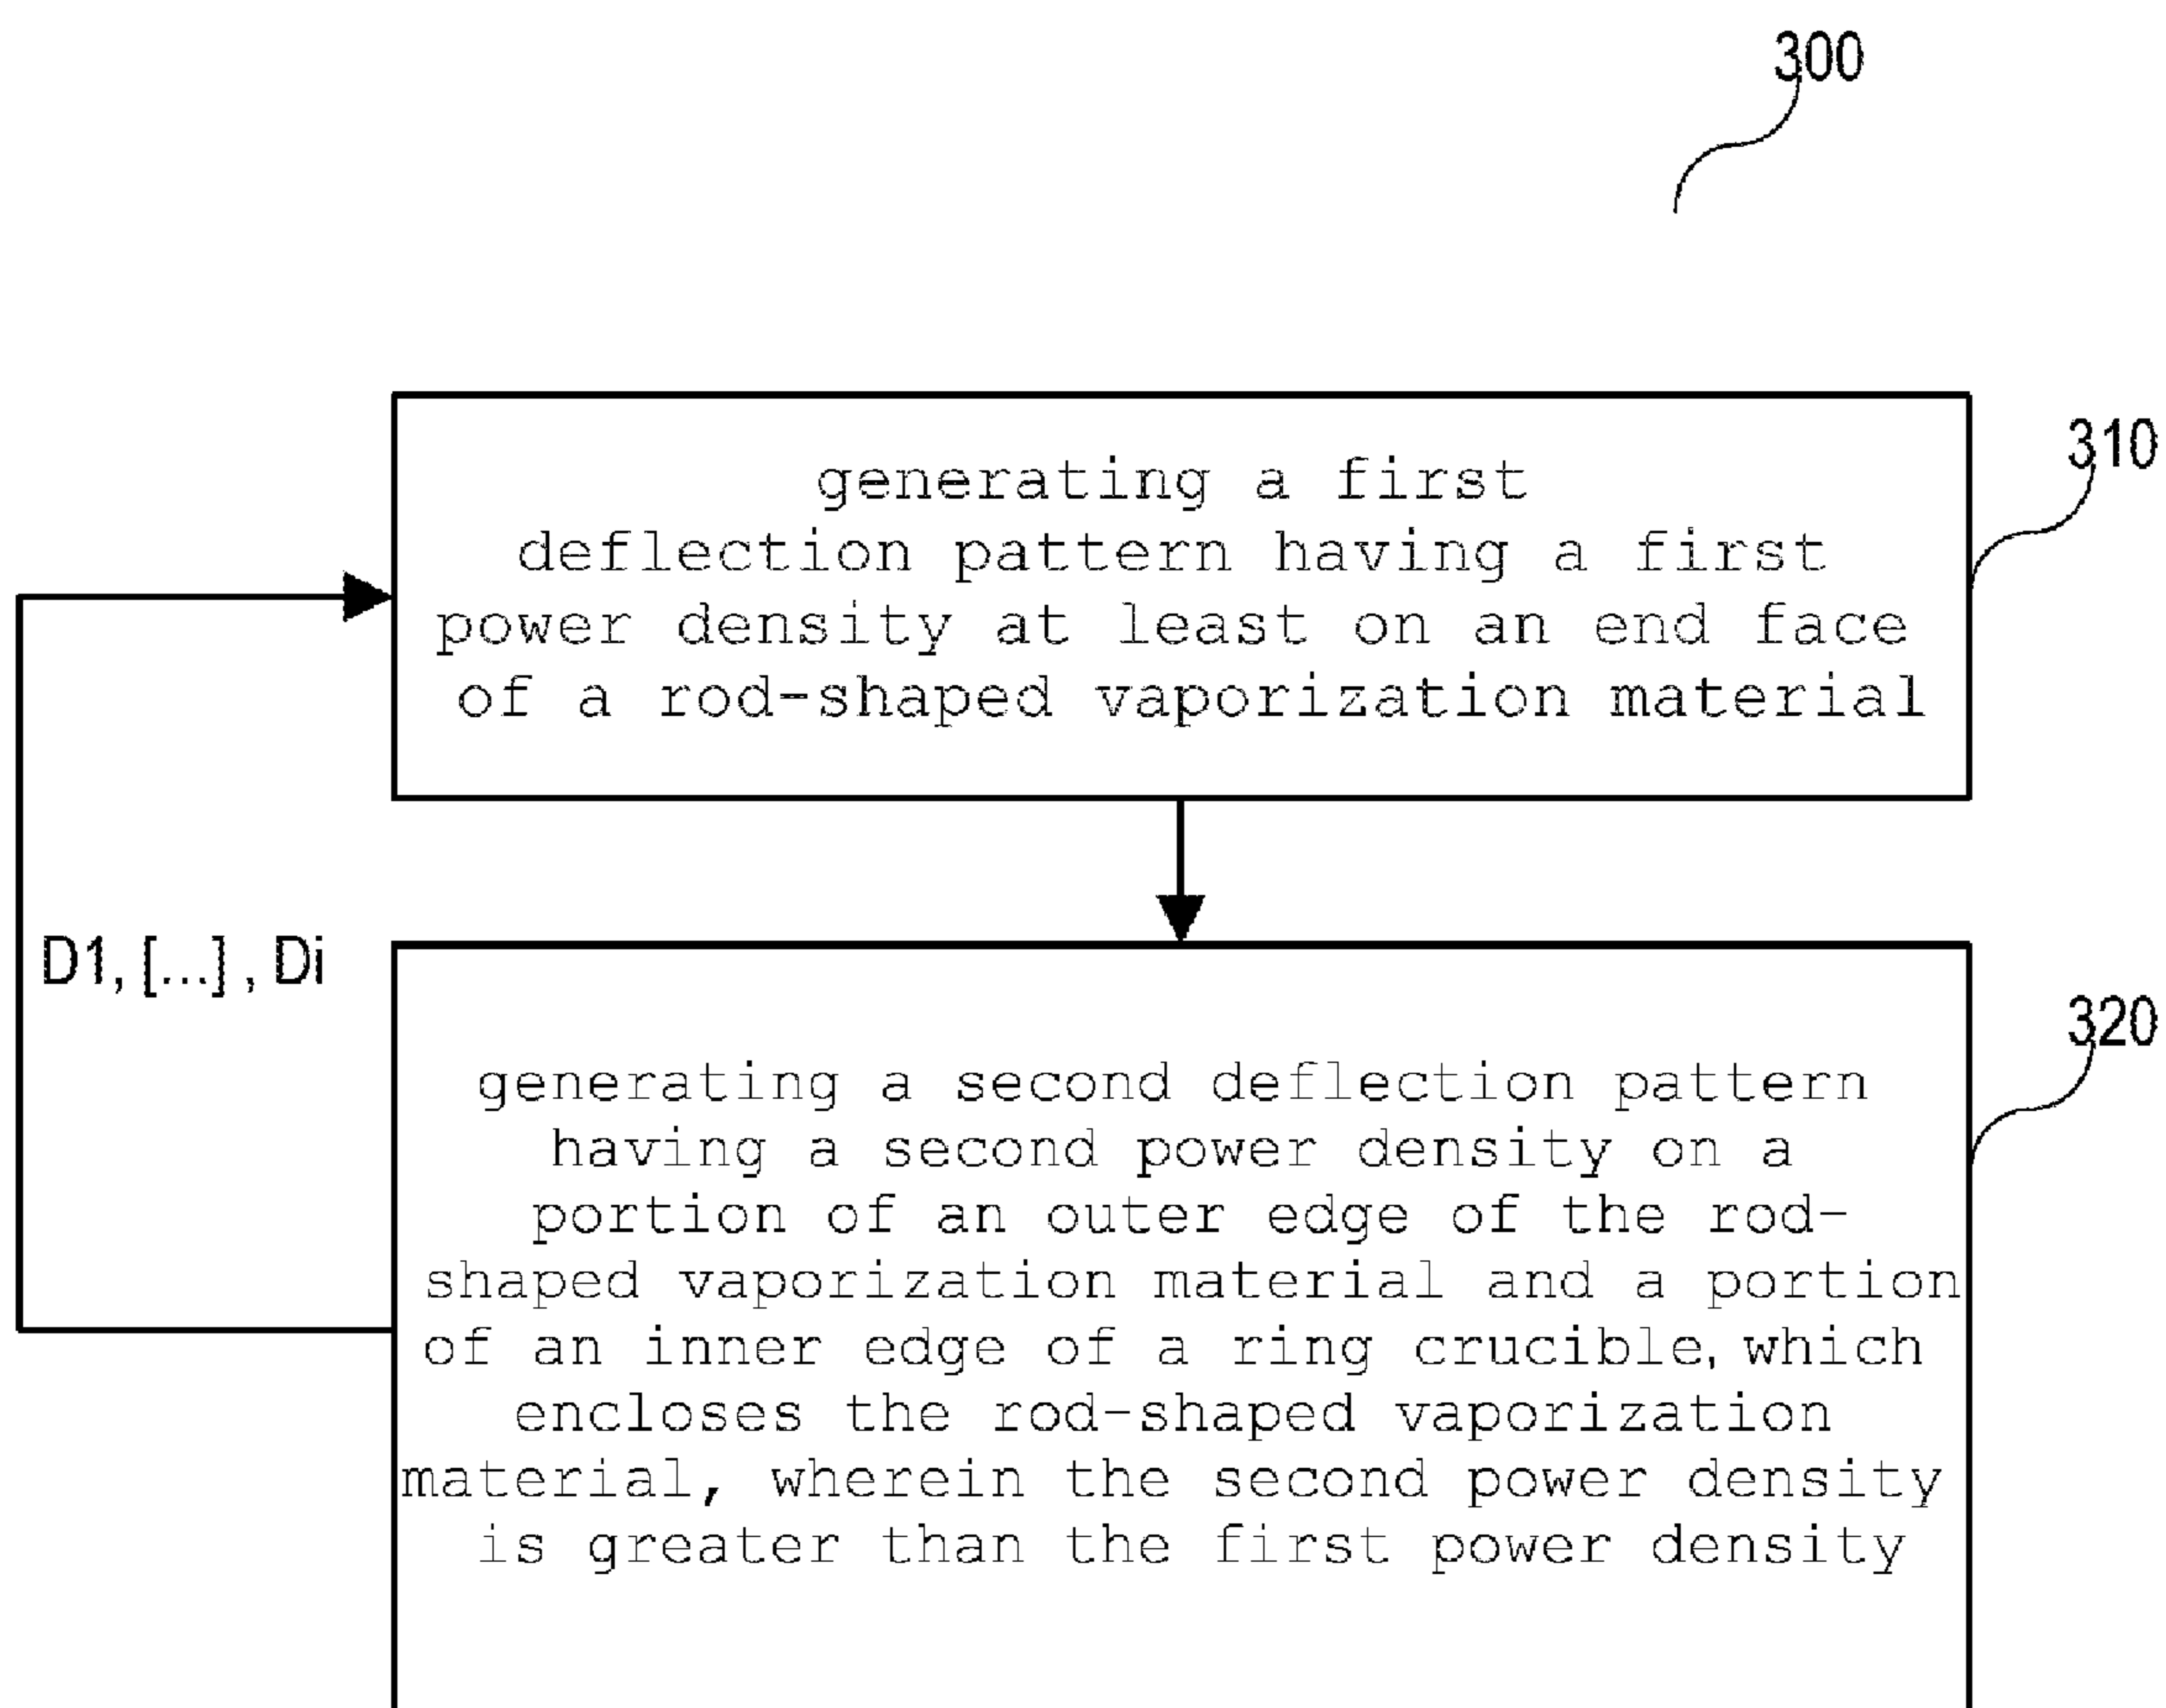 300
310
generating a first
deflection pattern having a first
power density at least on an end face
of a rod-shaped vaporization material
D1, [...] , Di
320
generating a second deflection pattern
having a second power density on a
portion of an outer edge of the rod-
shaped vaporization material and a portion
of an inner edge of a ring crucible, which
encloses the rod-shaped vaporization
material, wherein the second power density
is greater than the first power density